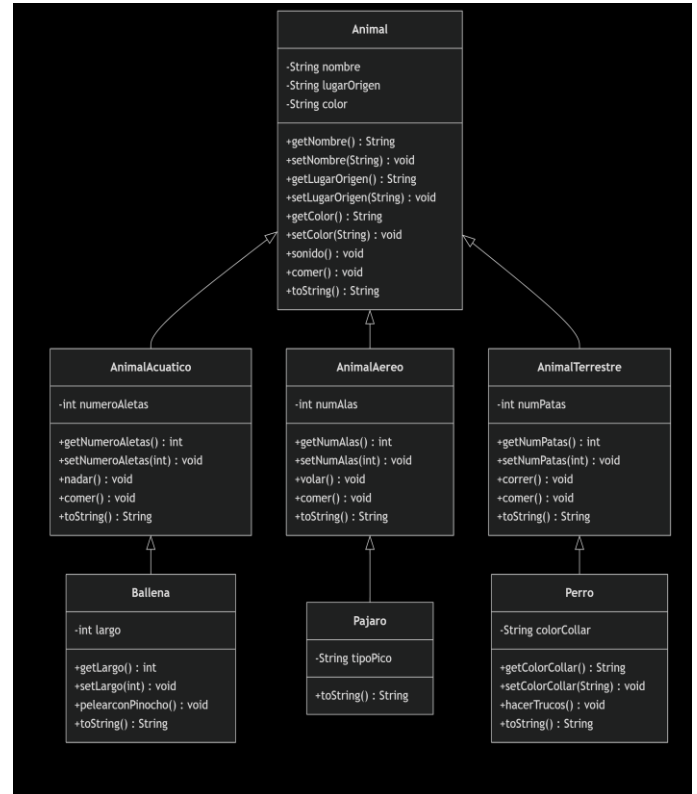 Animal
-String nombre
-String lugarOrigen
-String color
+getNombre() : String
+setNombre(String) : void
+getLugarOrigen() : String
+setLugarOrigen(String) : void
+getColor() : String
+setColor(String) : void
+sonido() : void
+comer() : void
+toString() : String
AnimalAcuatico
-int numeroAletas
+getNumeroAletas() : int
+setNumeroAletas(int) : void
+nadar() : void
+comer() : void
+toString() : String
AnimalAereo
-int numAlas
+getNumAlas() : int
+setNumAlas(int) : void
+volar() : void
+comer() : void
+toString() : String
AnimalTerrestre
-int numPatas
+getNumPatas() : int
+setNumPatas(int) : void
+correr() : void
+comer() : void
+toString() : String
Ballena
-int largo
+getLargo() : int
+setLargo(int) : void
+pelearconPinocho() : void
+toString() : String
Pajaro
-String tipoPico
+toString() : String
Perro
-String colorCollar
+getColorCollar() : String
+setColorCollar(String) : void
+hacerTrucos() : void
+toString() : String